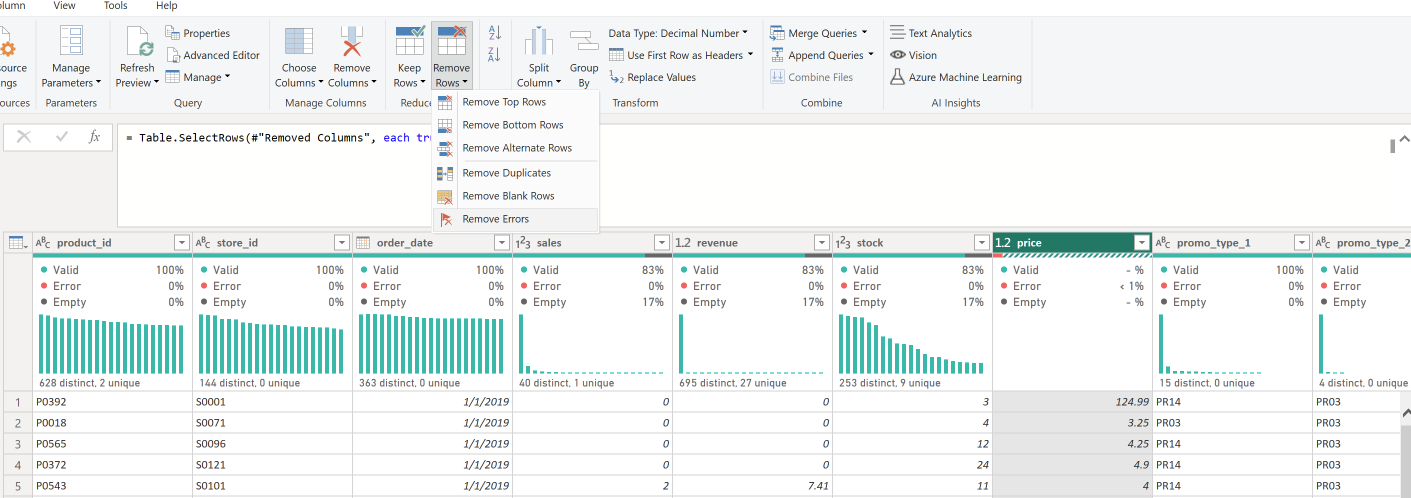 olumn View Tools Help
Properties
Advanced Editor
Manage
ource
ngs
Manage
Parameters
Refresh
Preview
Choose
Columns
Remove
Columns
Keep
Rows
Remove
Rows
Split
Column
Group
By
Data Type: Decimal Number
Use First Row as Headers
Replace Values
Merge Queries
Append Queries
Combine Files
Text Analytics
Vision
Azure Machine Learning
ources Parameters Query Manage Columns Reduce Transform Combine AI Insights
Remove Top Rows
Remove Bottom Rows
Remove Alternate Rows
Remove Duplicates
Remove Blank Rows
Remove Errors
fx = Table.SelectRows(#"Removed Columns", each tr
ABC product_id ABC store_id order_date 123 sales 1.2 revenue 123 stock 1.2 price ABC promo_type_1 ABC promo_type_2
Valid 100% Valid 100% Valid 100% Valid 83% Valid 83% Valid 83% Valid - % Valid 100% Valid
Error 0% Error 0% Error 0% Error 0% Error 0% Error 0% Error < 1% Error 0% Error
Empty 0% Empty 0% Empty 0% Empty 17% Empty 17% Empty 17% Empty - % Empty 0% Empty
628 distinct, 2 unique 144 distinct, 0 unique 363 distinct, 0 unique 40 distinct, 1 unique 695 distinct, 27 unique 253 distinct, 9 unique 15 distinct, 0 unique 4 distinct, 0 unique
1 P0392 S0001 1/1/2019 0 0 3 124.99 PR14 PR03
2 P0018 S0071 1/1/2019 0 0 4 3.25 PR03 PR03
3 P0565 S0096 1/1/2019 0 0 12 4.25 PR14 PR03
4 P0372 S0121 1/1/2019 0 0 24 4.9 PR14 PR03
5 P0543 S0101 1/1/2019 2 7.41 11 4 PR14 PR03